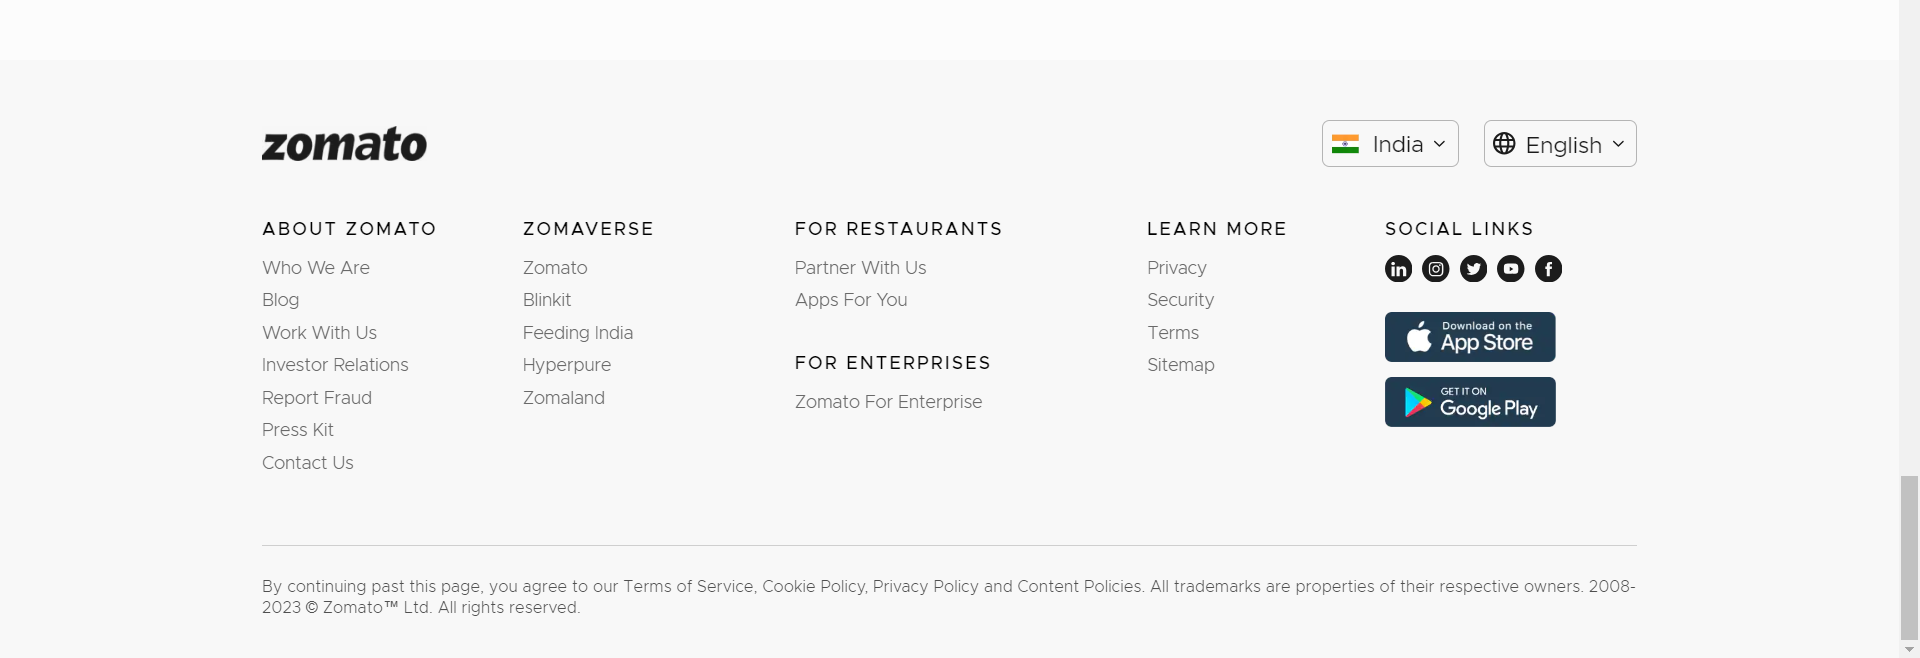 zomato
India
English
ABOUT ZOMATO
Who We Are
Blog
Work With Us
Investor Relations
Report Fraud
Press Kit
Contact Us
ZOMAVERSE
Zomato
Blinkit
Feeding India
Hyperpure
Zomaland
FOR RESTAURANTS
Partner With Us
Apps For You
FOR ENTERPRISES
Zomato For Enterprise
LEARN MORE
Privacy
Security
Terms
Sitemap
SOCIAL LINKS
Download on the
App Store
GET IT ON
Google Play
By continuing past this page, you agree to our Terms of Service, Cookie Policy, Privacy Policy and Content Policies. All trademarks are properties of their respective owners. 2008-
2023 © Zomato™ Ltd. All rights reserved.